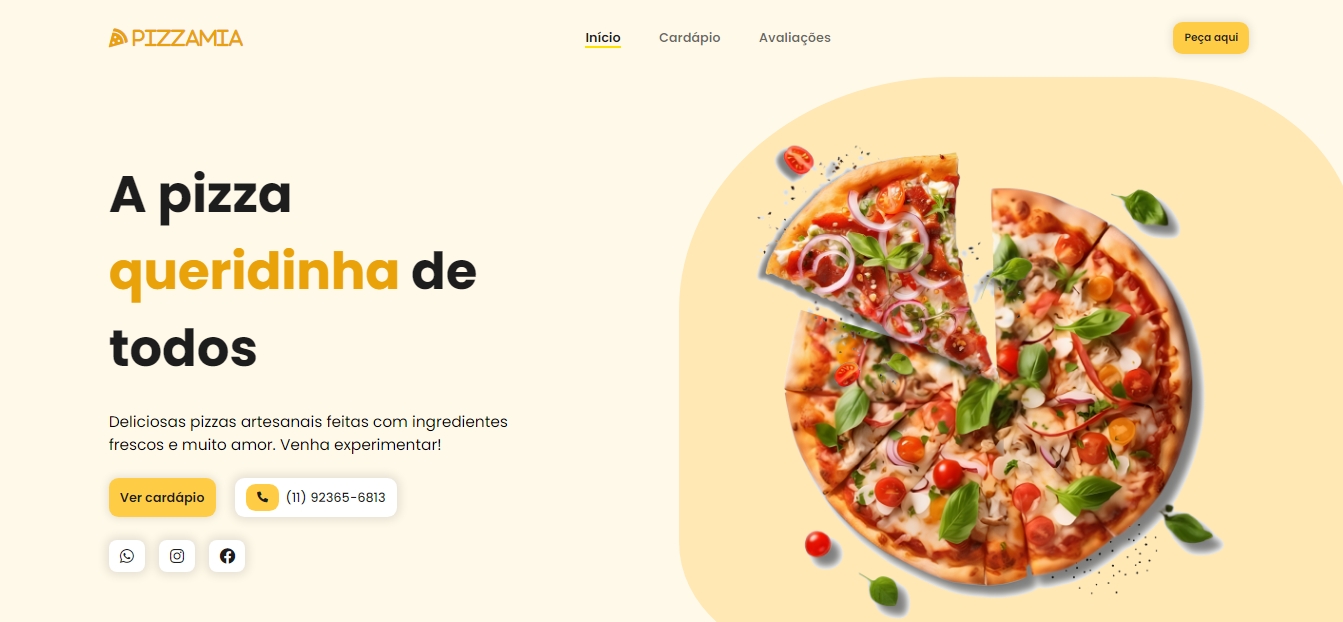 PIZZAMIA
Início
Cardápio
Avaliações
Peça aqui
A pizza
queridinha de
todos
Deliciosas pizzas artesanais feitas com ingredientes
frescos e muito amor. Venha experimentar!
Ver cardápio
(11) 92365-6813